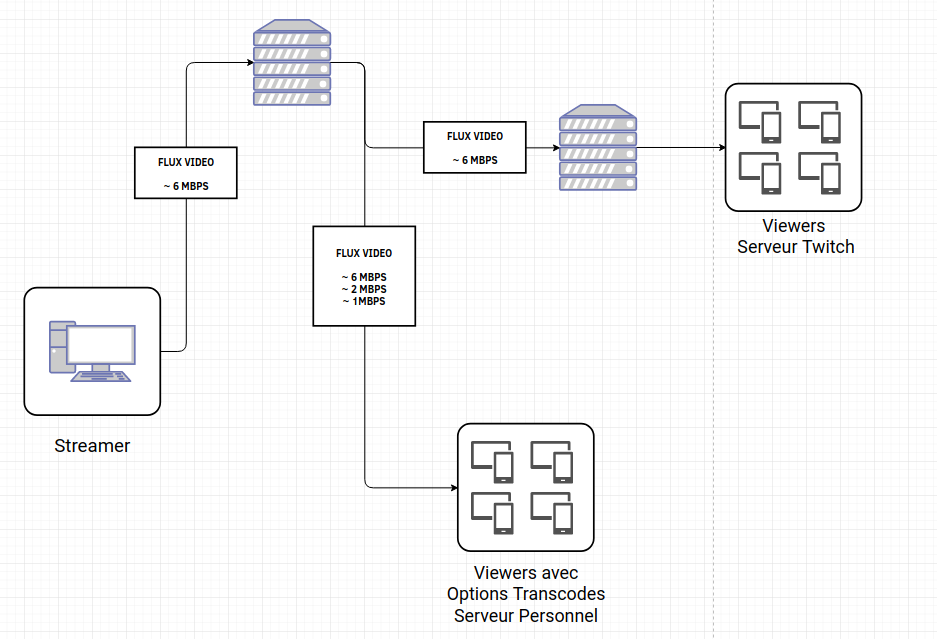 FLUX VIDEO
~ 6 MBPS
FLUX VIDEO
~ 6 MBPS
Viewers
Serveur Twitch
FLUX VIDEO
~ 6 MBPS
~ 2 MBPS
~ 1MBPS
Streamer
Viewers avec
Options Transcodes
Serveur Personnel